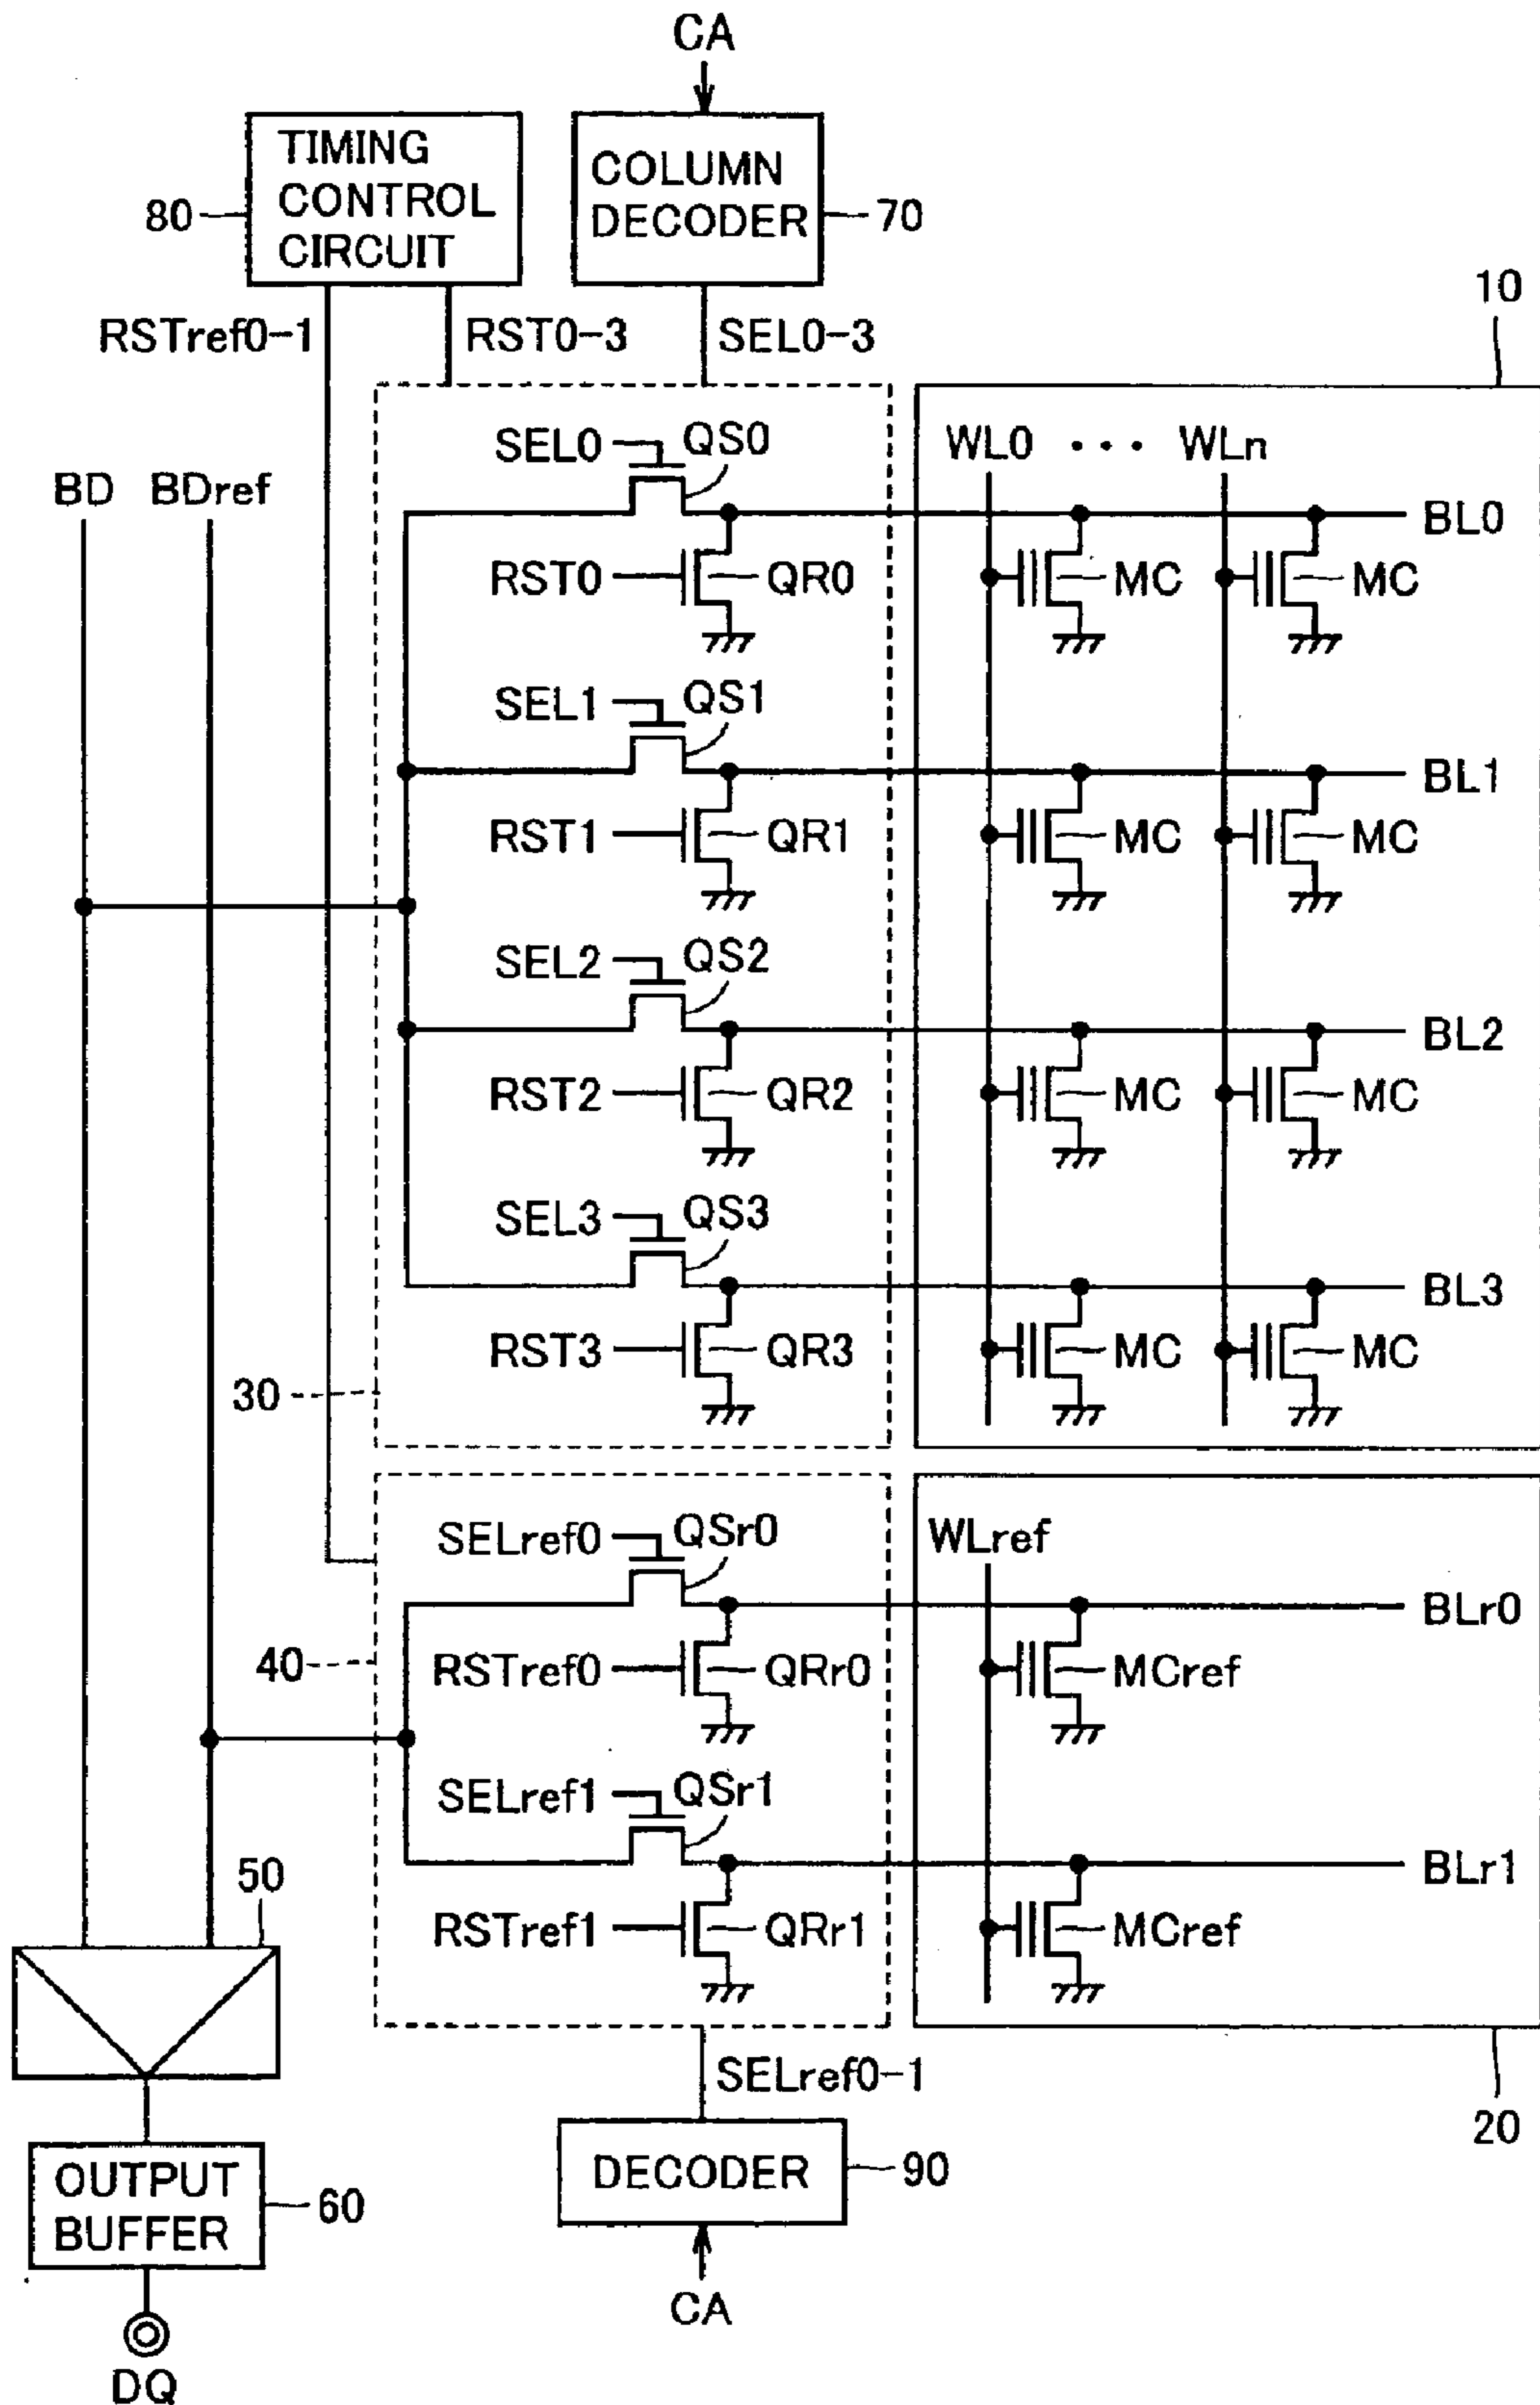 CA
TIMING
CONTROL
CIRCUIT
80
COLUMN
DECODER
70
10
RSTref0-1
RST0-3
SEL0-3
BD
BDref
SEL0
QS0
WL0 ••• WLn
BL0
RST0
QR0
MC
MC
SEL1
QS1
BL1
RST1
QR1
MC
MC
SEL2
QS2
BL2
RST2
QR2
MC
MC
SEL3
QS3
BL3
RST3
QR3
MC
MC
30
SELref0
QSr0
WLref
BLr0
40
RSTref0
QRr0
MCref
SELref1
QSr1
BLr1
50
RSTref1
QRr1
MCref
SELref0-1
20
OUTPUT
BUFFER
60
DECODER
90
CA
DQ